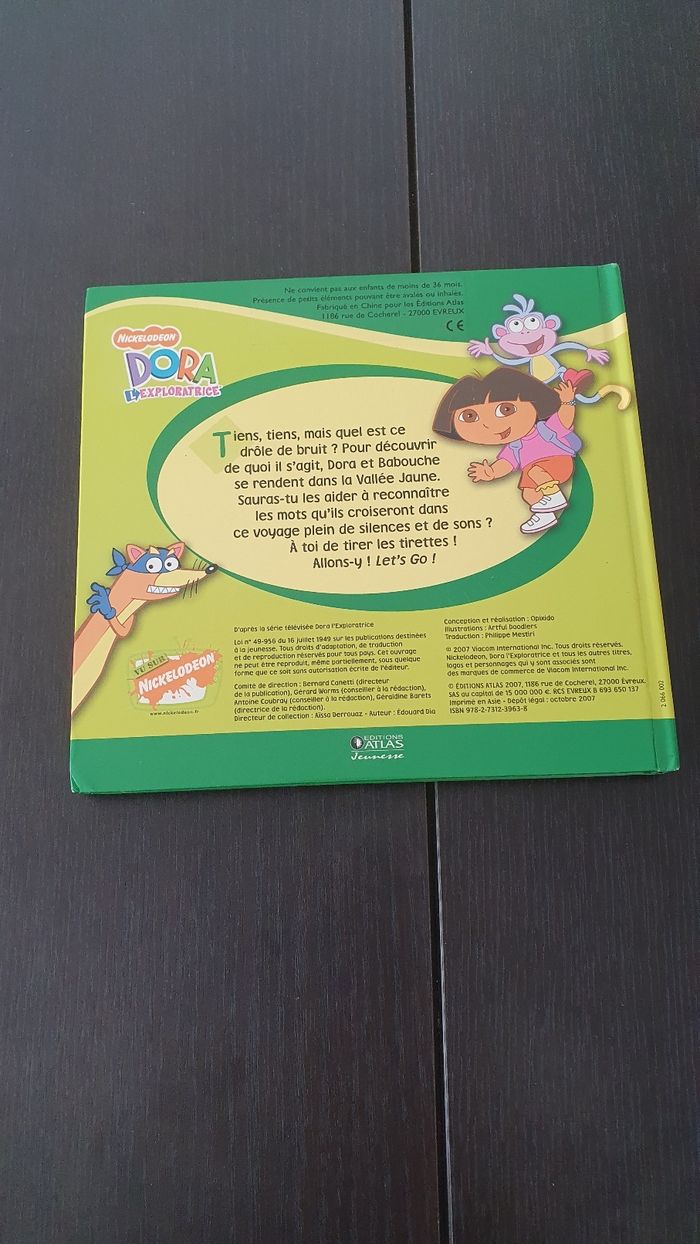 Ne convient pas aux enfants de moins de 36 mois.
Présence de petits éléments pouvant être avalés ou inhalés.
Fabriqué en Chine pour les Éditions Atlas
1186 rue de Cocherel - 27000 EVREUX
CE
NICKELODEON
DORA
L'EXPLORATRICE
Tiens, tiens, mais quel est ce
drôle de bruit ? Pour découvrir
de quoi il s'agit, Dora et Babouche
se rendent dans la Vallée Jaune.
Sauras-tu les aider à reconnaître
les mots qu'ils croiseront dans
ce voyage plein de silences et de sons ?
À toi de tirer les tirettes !
Allons-y ! Let's Go !
VU SUR
NICKELODEON
www.nickelodeon.fr
D'après la série télévisée Dora l'Exploratrice
Loi n° 49-956 du 16 juillet 1949 sur les publications destinées
à la jeunesse. Tous droits d'adaptation, de traduction
et de reproduction réservés pour tous pays. Cet ouvrage
ne peut être reproduit, même partiellement, sous quelque
forme que ce soit sans autorisation écrite de l'éditeur.
Comité de direction : Bernard Canetti (directeur
de la publication), Gérard Worms (conseiller à la rédaction),
Antoine Coubray (conseiller à la rédaction), Géraldine Barets
(directrice de la rédaction).
Directeur de collection : Aïssa Derrouaz - Auteur : Édouard Dia
Conception et réalisation : Opixido
Illustrations : Artful Doodlers
Traduction : Philippe Mestiri
© 2007 Viacom International Inc. Tous droits réservés.
Nickelodeon, Dora l'Exploratrice et tous les autres titres,
logos et personnages qui y sont associés sont
des marques de commerce de Viacom International Inc.
© ÉDITIONS ATLAS 2007, 1186 rue de Cocherel, 27000 Évreux.
SAS au capital de 15 000 000 €. RCS EVREUX B 693 650 137
Imprimé en Asie - Dépôt légal : octobre 2007
ISBN 978-2-7312-3963-8
2 066 002
EDITIONS
ATLAS
Jeunesse